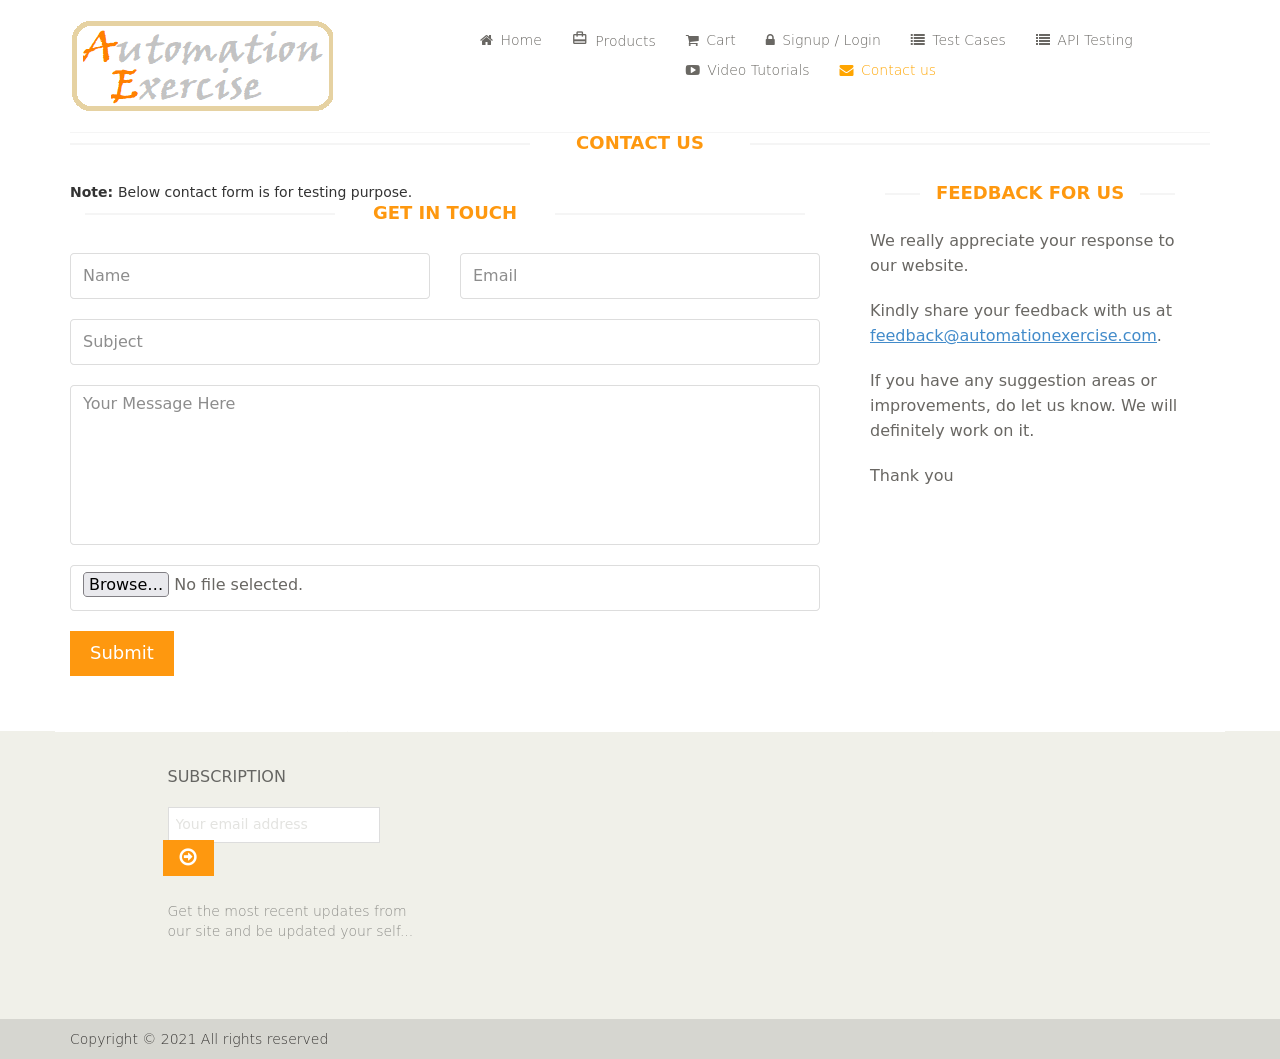 Automation
Exercise
Home
Products
Cart
Signup / Login
Test Cases
API Testing
Video Tutorials
Contact us
CONTACT US
Note: Below contact form is for testing purpose.
GET IN TOUCH
Name
Email
Subject
Your Message Here
Browse... No file selected.
Submit
FEEDBACK FOR US
We really appreciate your response to
our website.
Kindly share your feedback with us at
feedback@automationexercise.com.
If you have any suggestion areas or
improvements, do let us know. We will
definitely work on it.
Thank you
SUBSCRIPTION
Your email address
Get the most recent updates from
our site and be updated your self...
Copyright © 2021 All rights reserved